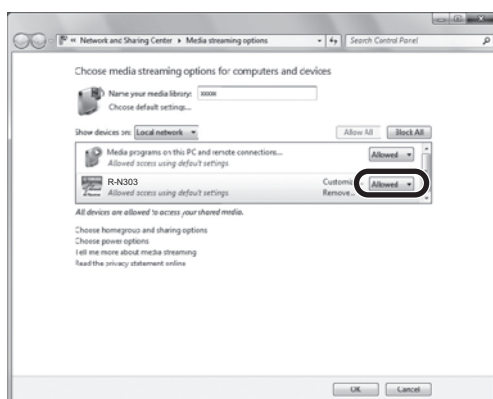 « Network and Sharing Center ▸ Media streaming options
Search Control Panel
Choose media streaming options for computers and devices
Name your media library: xxxxx
Choose default settings...
Show devices on: Local network
Allow All
Block All
Media programs on this PC and remote connections...
Allowed access using default settings.
Allowed
R-N303
Allowed access using default settings.
Customize...
Remove...
Allowed
All devices are allowed to access your shared media.
Choose homegroup and sharing options
Choose power options
Tell me more about media streaming
Read the privacy statement online
OK
Cancel